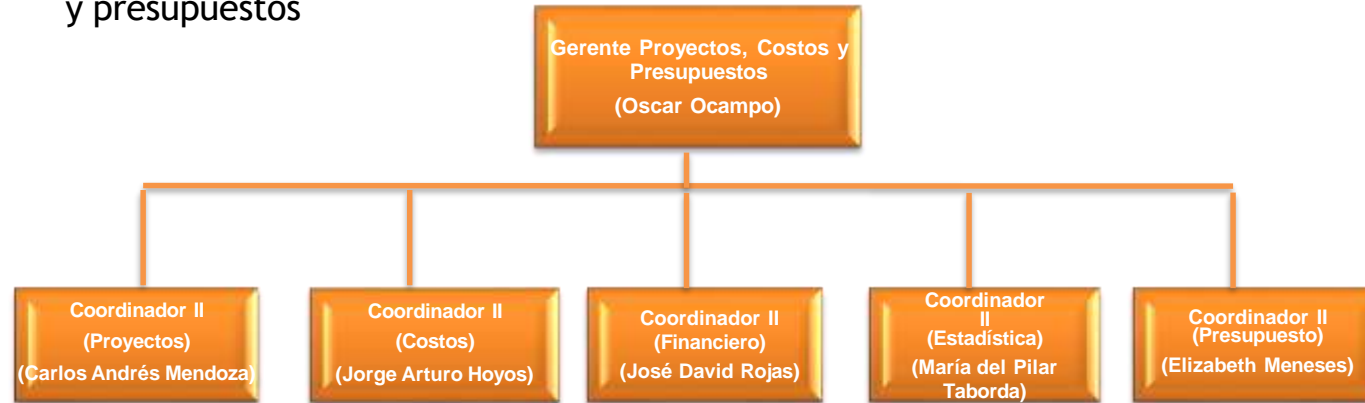 y presupuestos
Gerente Proyectos, Costos y
Presupuestos
(Oscar Ocampo)
Coordinador II
(Proyectos)
(Carlos Andrés Mendoza)
Coordinador II
(Costos)
(Jorge Arturo Hoyos)
Coordinador II
(Financiero)
(José David Rojas)
Coordinador
II
(Estadística)
(María del Pilar
Taborda)
Coordinador II
(Presupuesto)
(Elizabeth Meneses)